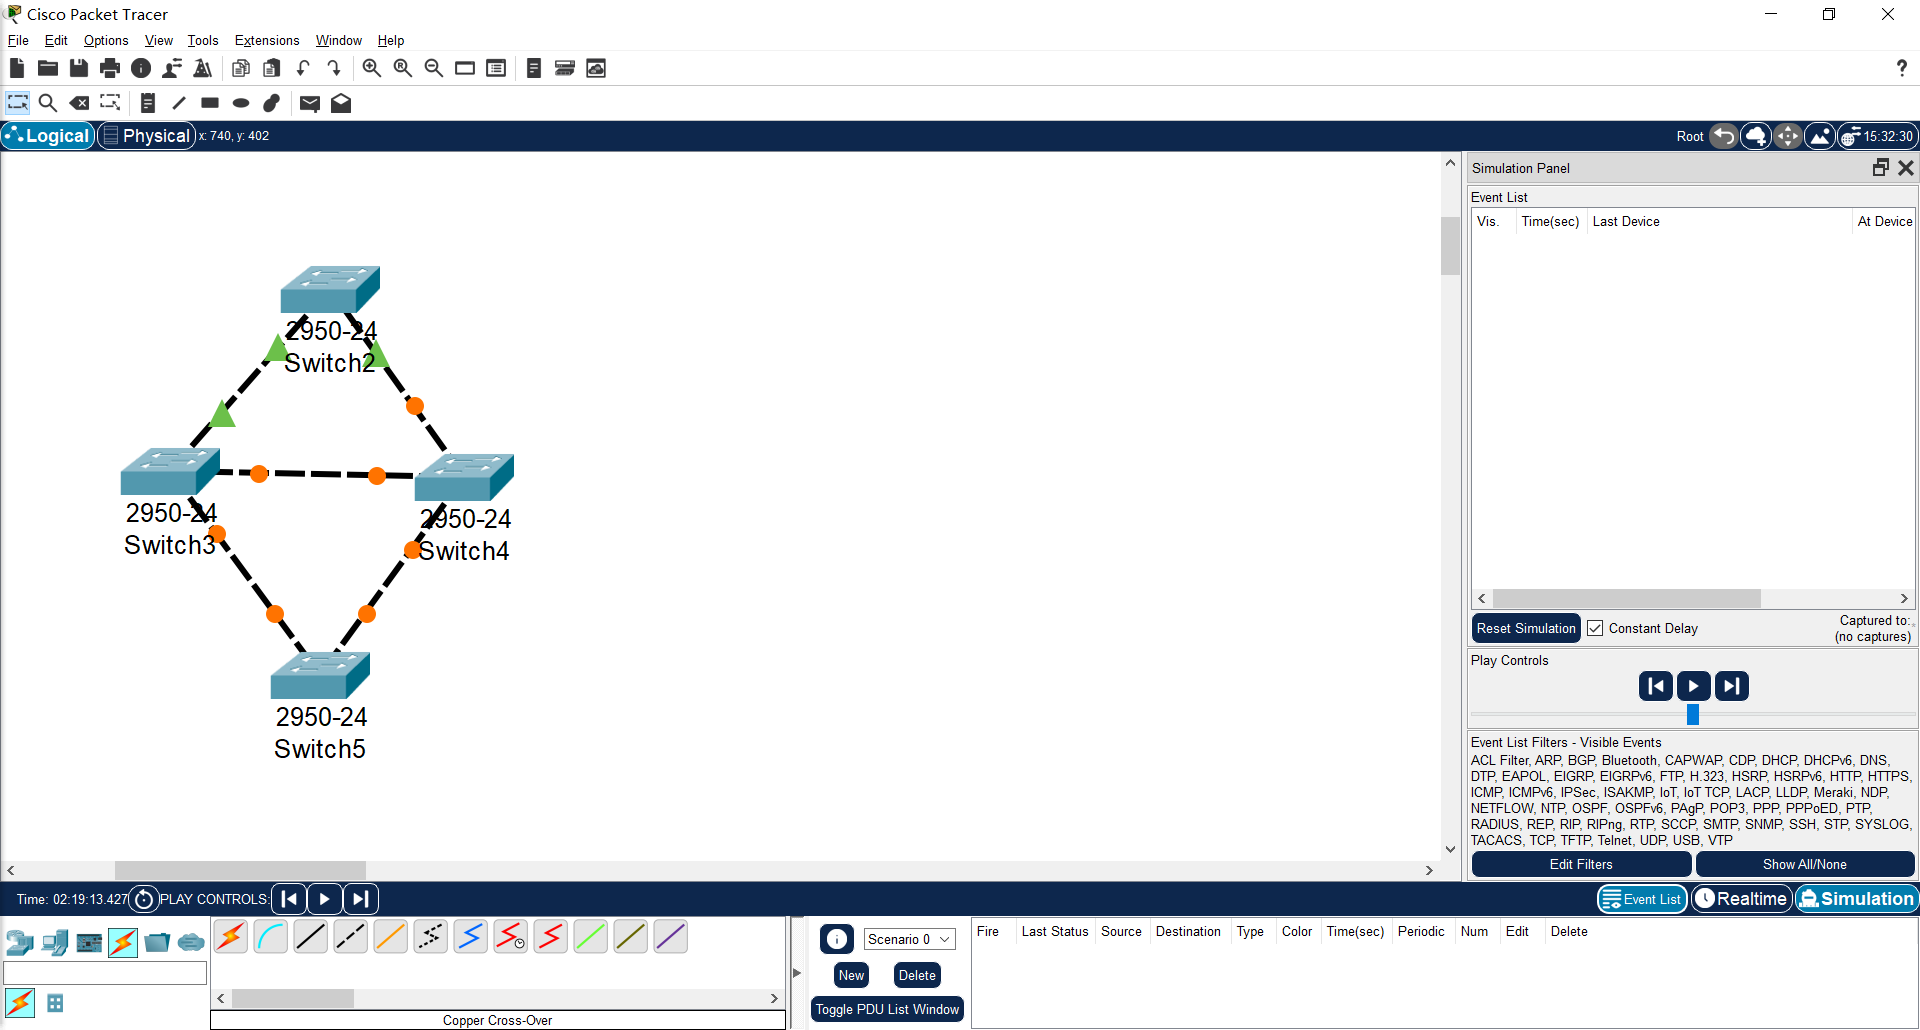 Cisco Packet Tracer
File Edit Options View Tools Extensions Window Help
?
Logical Physical x: 740, y: 402
Root 15:32:30
2950-24
Switch2
2950-24
Switch3
2950-24
Switch4
2950-24
Switch5
Simulation Panel
Event List
Vis. Time(sec) Last Device At Device
Reset Simulation Constant Delay
Captured to:
(no captures)
Play Controls
Event List Filters - Visible Events
ACL Filter, ARP, BGP, Bluetooth, CAPWAP, CDP, DHCP, DHCPv6, DNS,
DTP, EAPOL, EIGRP, EIGRPv6, FTP, H.323, HSRP, HSRPv6, HTTP, HTTPS,
ICMP, ICMPv6, IPSec, ISAKMP, IoT, IoT TCP, LACP, LLDP, Meraki, NDP,
NETFLOW, NTP, OSPF, OSPFv6, PAgP, POP3, PPP, PPPoED, PTP,
RADIUS, REP, RIP, RIPng, RTP, SCCP, SMTP, SNMP, SSH, STP, SYSLOG,
TACACS, TCP, TFTP, Telnet, UDP, USB, VTP
Edit Filters Show All/None
Time: 02:19:13.427 PLAY CONTROLS:
Event List Realtime Simulation
Copper Cross-Over
Scenario 0
New Delete
Toggle PDU List Window
Fire Last Status Source Destination Type Color Time(sec) Periodic Num Edit Delete